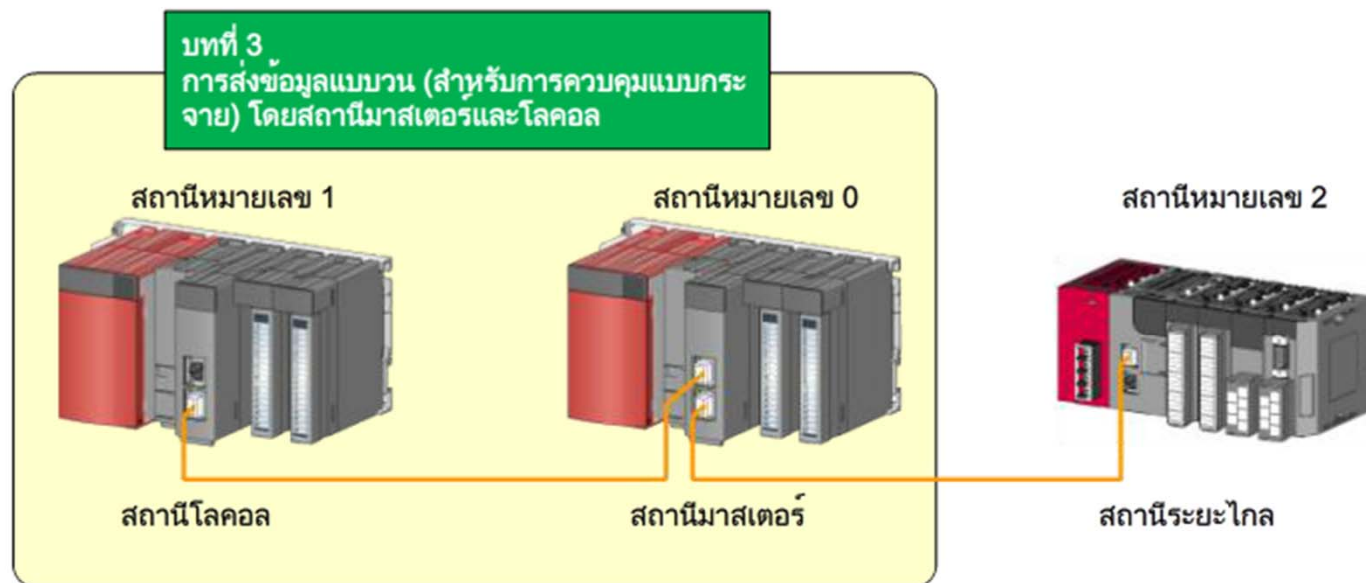 บทที่ 3
การส่งข้อมูลแบบวน (สำหรับการควบคุมแบบกระ
จาย) โดยสถานีมาสเตอร์และโลคอล
สถานีหมายเลข 1
สถานีหมายเลข 0
สถานีหมายเลข 2
สถานีโลคอล
สถานีมาสเตอร์
สถานีระยะไกล